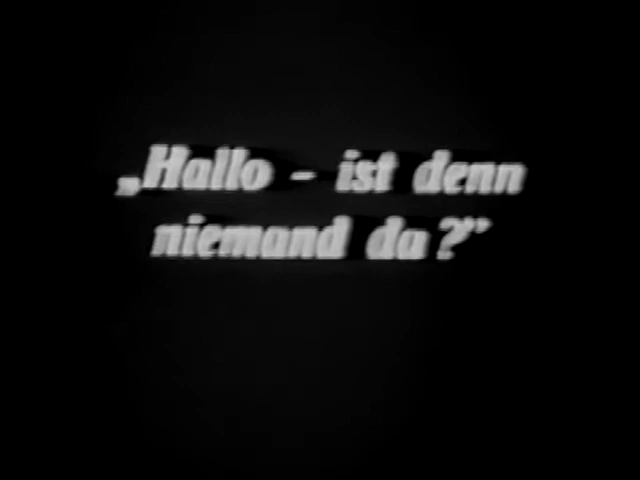 „Hallo – ist denn
niemand da?”